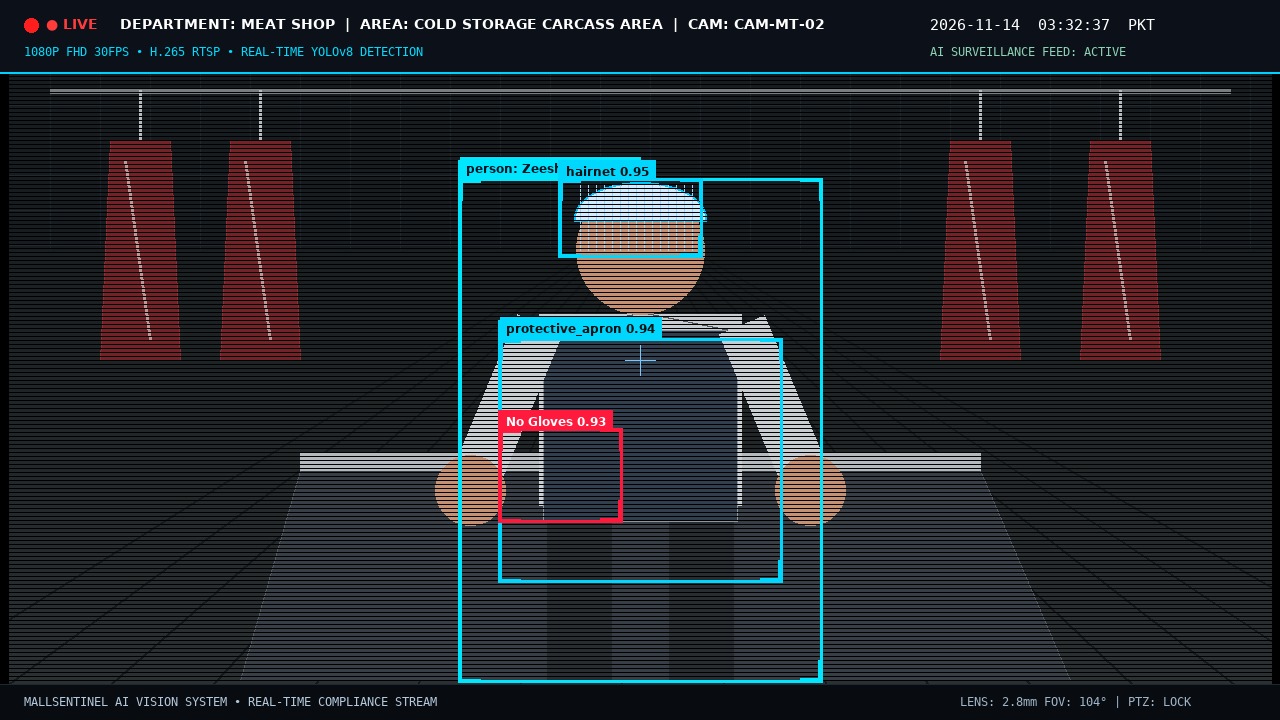 ● LIVE DEPARTMENT: MEAT SHOP | AREA: COLD STORAGE CARCASS AREA | CAM: CAM-MT-02 2026-11-14 03:32:37 PKT
1080P FHD 30FPS • H.265 RTSP • REAL-TIME YOLOv8 DETECTION AI SURVEILLANCE FEED: ACTIVE
person:
hairnet 0.95
protective_apron 0.94
No Gloves 0.93
MALLSENTINEL AI VISION SYSTEM • REAL-TIME COMPLIANCE STREAM LENS: 2.8mm FOV: 104° | PTZ: LOCK